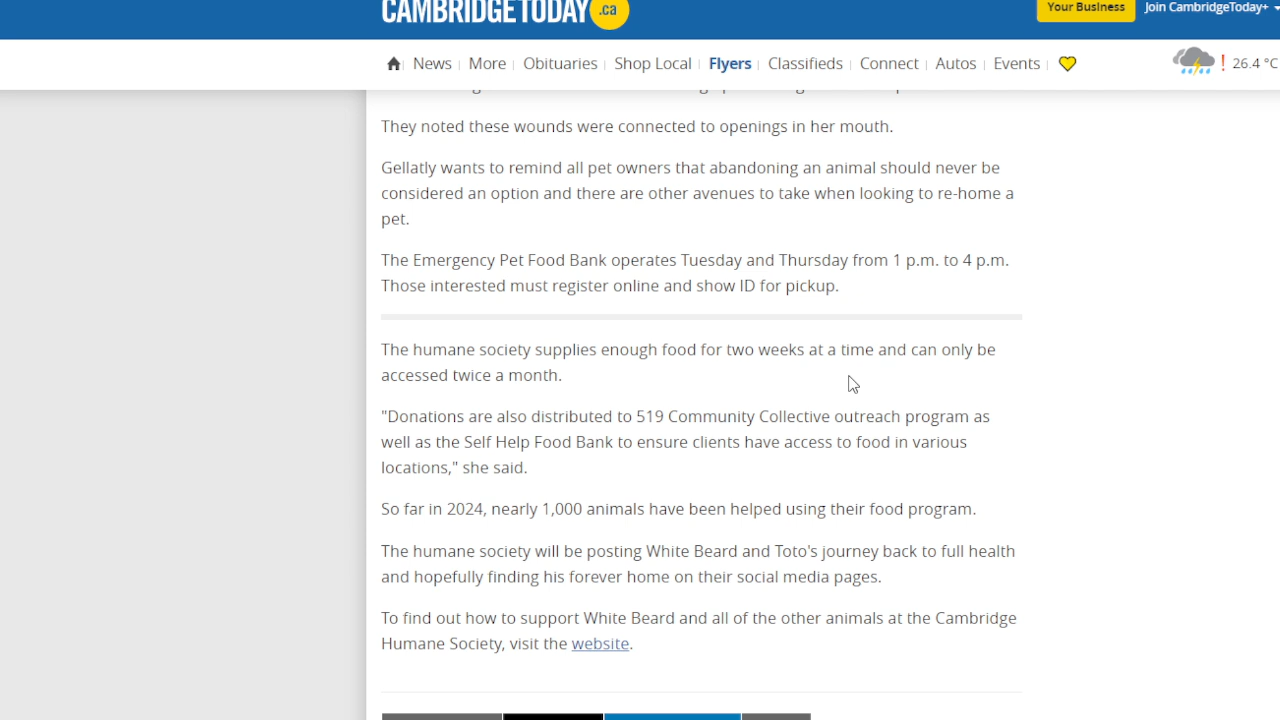 CAMBRIDGETODAY.ca
Your Business
Join CambridgeToday+
News More Obituaries Shop Local Flyers Classifieds Connect Autos Events
26.4 °C
They noted these wounds were connected to openings in her mouth.
Gellatly wants to remind all pet owners that abandoning an animal should never be
considered an option and there are other avenues to take when looking to re-home a
pet.
The Emergency Pet Food Bank operates Tuesday and Thursday from 1 p.m. to 4 p.m.
Those interested must register online and show ID for pickup.
The humane society supplies enough food for two weeks at a time and can only be
accessed twice a month.
"Donations are also distributed to 519 Community Collective outreach program as
well as the Self Help Food Bank to ensure clients have access to food in various
locations," she said.
So far in 2024, nearly 1,000 animals have been helped using their food program.
The humane society will be posting White Beard and Toto's journey back to full health
and hopefully finding his forever home on their social media pages.
To find out how to support White Beard and all of the other animals at the Cambridge
Humane Society, visit the website.